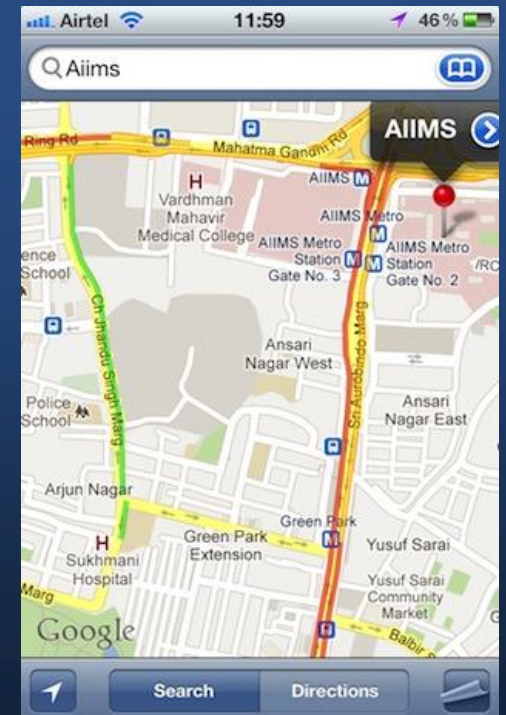 Airtel 11:59 46%
Aiims
AIIMS
Ring Rd
Mahatma Gandhi Rd
H
Vardhman
Mahavir
Medical College
AIIMS M
AIIMS Metro
AIIMS Metro
Station M
Gate No. 3
M AIIMS Metro
Station
Gate No. 2
/RC
ence
School
Ch Jhandu Singh Marg
Sri Aurobindo Marg
Ansari
Nagar West
Police
School
Ansari
Nagar East
Arjun Nagar
Green Park
M
Green Park
Extension
Yusuf Sarai
H
Sukhmani
Hospital
Yusuf Sarai
Community
Market
Marg
G
Balbir S
Google
Search Directions